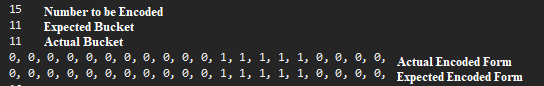 15 Number to be Encoded
11 Expected Bucket
11 Actual Bucket
0, 0, 0, 0, 0, 0, 0, 0, 0, 0, 0, 1, 1, 1, 1, 1, 0, 0, 0, 0, Actual Encoded Form
0, 0, 0, 0, 0, 0, 0, 0, 0, 0, 0, 1, 1, 1, 1, 1, 0, 0, 0, 0, Expected Encoded Form